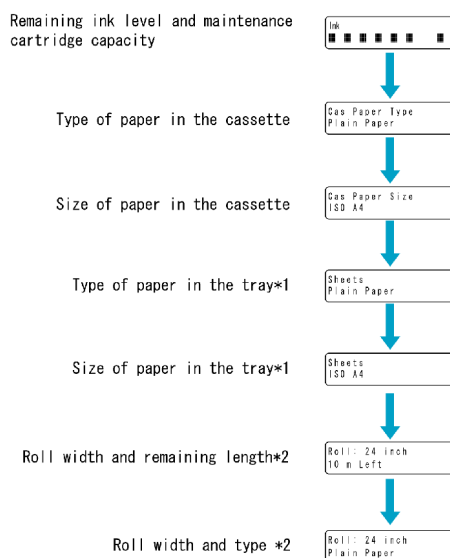 Remaining ink level and maintenance
cartridge capacity
Ink
Type of paper in the cassette
Cas Paper Type
Plain Paper
Size of paper in the cassette
Cas Paper Size
ISO A4
Type of paper in the tray*1
Sheets
Plain Paper
Size of paper in the tray*1
Sheets
ISO A4
Roll width and remaining length*2
Roll: 24 inch
10 m Left
Roll width and type *2
Roll: 24 inch
Plain Paper